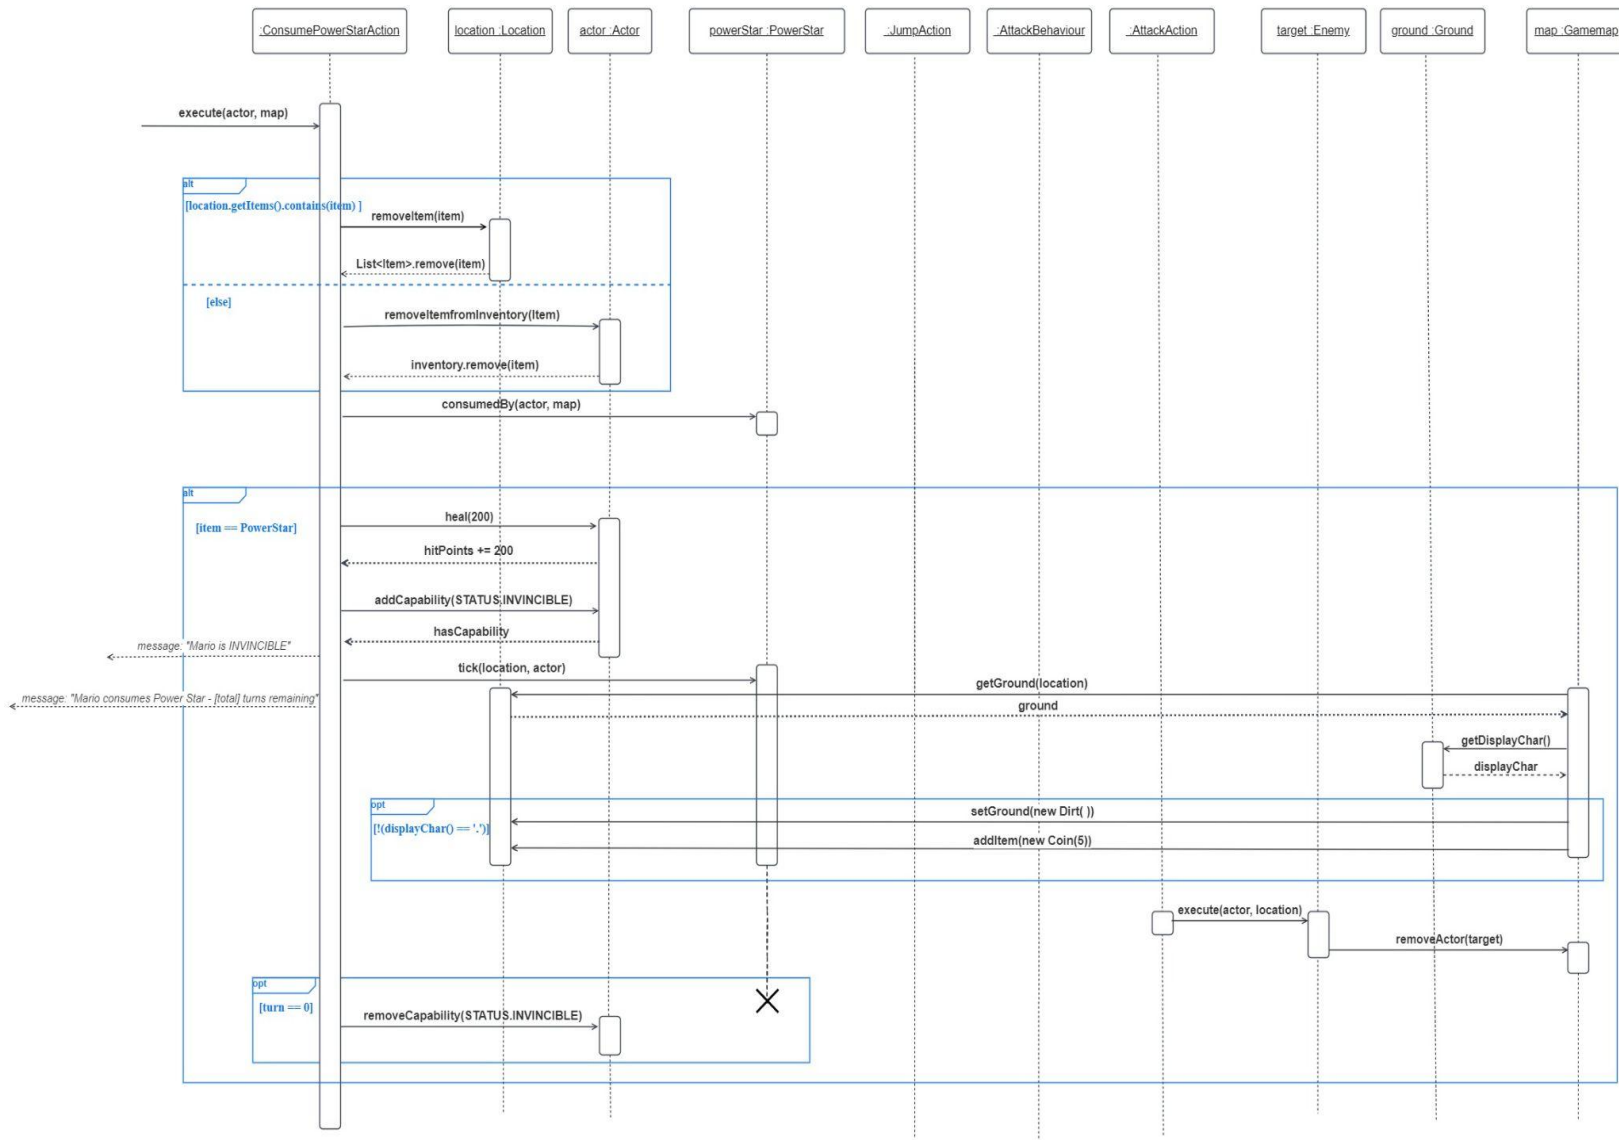 :ConsumePowerStarAction
location :Location
actor :Actor
powerStar :PowerStar
:JumpAction
:AttackBehaviour
:AttackAction
target :Enemy
ground :Ground
map :Gamemap
execute(actor, map)
alt
[location.getItems().contains(item) ]
removeItem(item)
List<Item>.remove(item)
[else]
removeItemfromInventory(Item)
inventory.remove(item)
consumedBy(actor, map)
alt
[item == PowerStar]
heal(200)
hitPoints += 200
addCapability(STATUS.INVINCIBLE)
hasCapability
message: "Mario is INVINCIBLE"
tick(location, actor)
getGround(location)
message: "Mario consumes Power Star - [total] turns remaining"
ground
getDisplayChar()
displayChar
opt
[!(displayChar() == '.')]
setGround(new Dirt( ))
addItem(new Coin(5))
execute(actor, location)
removeActor(target)
opt
[turn == 0]
removeCapability(STATUS.INVINCIBLE)